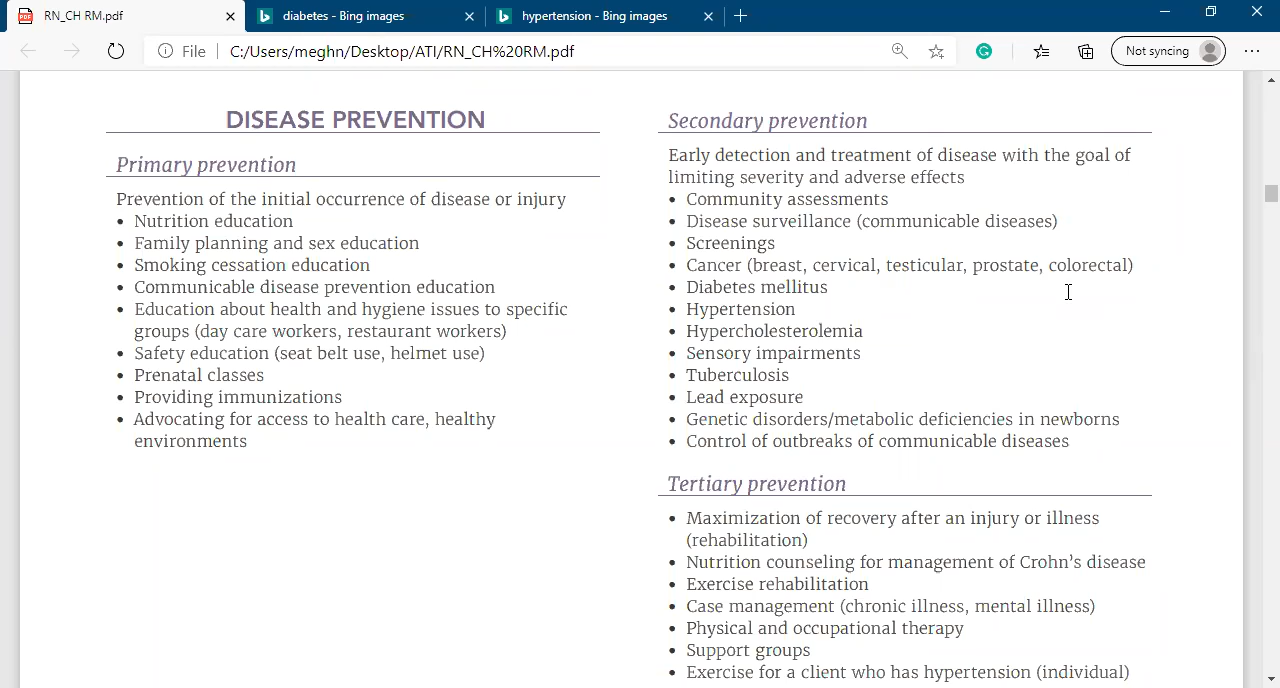 RN_CH RM.pdf
diabetes - Bing images
hypertension - Bing images
File
C:/Users/meghn/Desktop/ATI/RN_CH%20RM.pdf
Not syncing
DISEASE PREVENTION
Primary prevention
Prevention of the initial occurrence of disease or injury
• Nutrition education
• Family planning and sex education
• Smoking cessation education
• Communicable disease prevention education
• Education about health and hygiene issues to specific
groups (day care workers, restaurant workers)
• Safety education (seat belt use, helmet use)
• Prenatal classes
• Providing immunizations
• Advocating for access to health care, healthy
environments
Secondary prevention
Early detection and treatment of disease with the goal of
limiting severity and adverse effects
• Community assessments
• Disease surveillance (communicable diseases)
• Screenings
• Cancer (breast, cervical, testicular, prostate, colorectal)
• Diabetes mellitus
• Hypertension
• Hypercholesterolemia
• Sensory impairments
• Tuberculosis
• Lead exposure
• Genetic disorders/metabolic deficiencies in newborns
• Control of outbreaks of communicable diseases
Tertiary prevention
• Maximization of recovery after an injury or illness
(rehabilitation)
• Nutrition counseling for management of Crohn’s disease
• Exercise rehabilitation
• Case management (chronic illness, mental illness)
• Physical and occupational therapy
• Support groups
• Exercise for a client who has hypertension (individual)